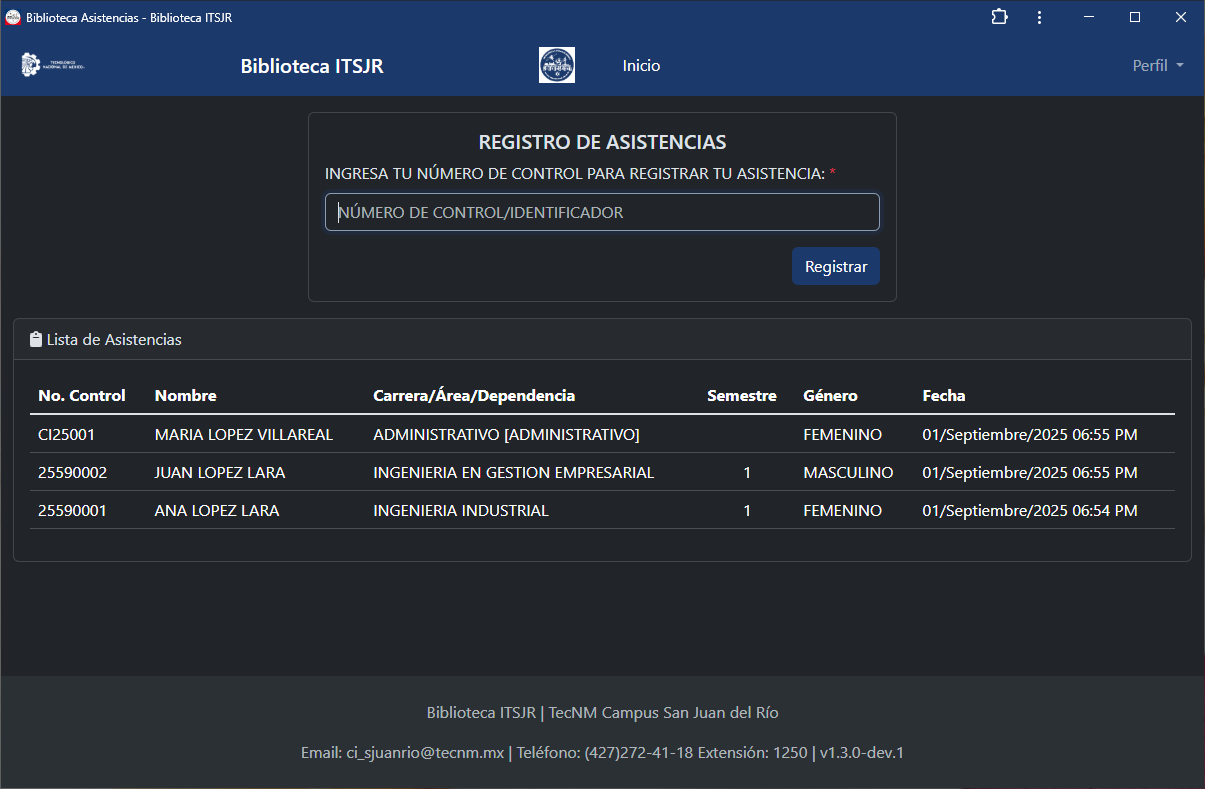 Biblioteca Asistencias - Biblioteca ITSJR
TECNOLÓGICO
NACIONAL DE MÉXICO
Biblioteca ITSJR
Inicio
Perfil
REGISTRO DE ASISTENCIAS
INGRESA TU NÚMERO DE CONTROL PARA REGISTRAR TU ASISTENCIA: *
NÚMERO DE CONTROL/IDENTIFICADOR
Registrar
Lista de Asistencias
No. Control Nombre Carrera/Área/Dependencia Semestre Género Fecha
CI25001 MARIA LOPEZ VILLAREAL ADMINISTRATIVO [ADMINISTRATIVO] FEMENINO 01/Septiembre/2025 06:55 PM
25590002 JUAN LOPEZ LARA INGENIERIA EN GESTION EMPRESARIAL 1 MASCULINO 01/Septiembre/2025 06:55 PM
25590001 ANA LOPEZ LARA INGENIERIA INDUSTRIAL 1 FEMENINO 01/Septiembre/2025 06:54 PM
Biblioteca ITSJR | TecNM Campus San Juan del Río
Email: ci_sjuanrio@tecnm.mx | Teléfono: (427)272-41-18 Extensión: 1250 | v1.3.0-dev.1